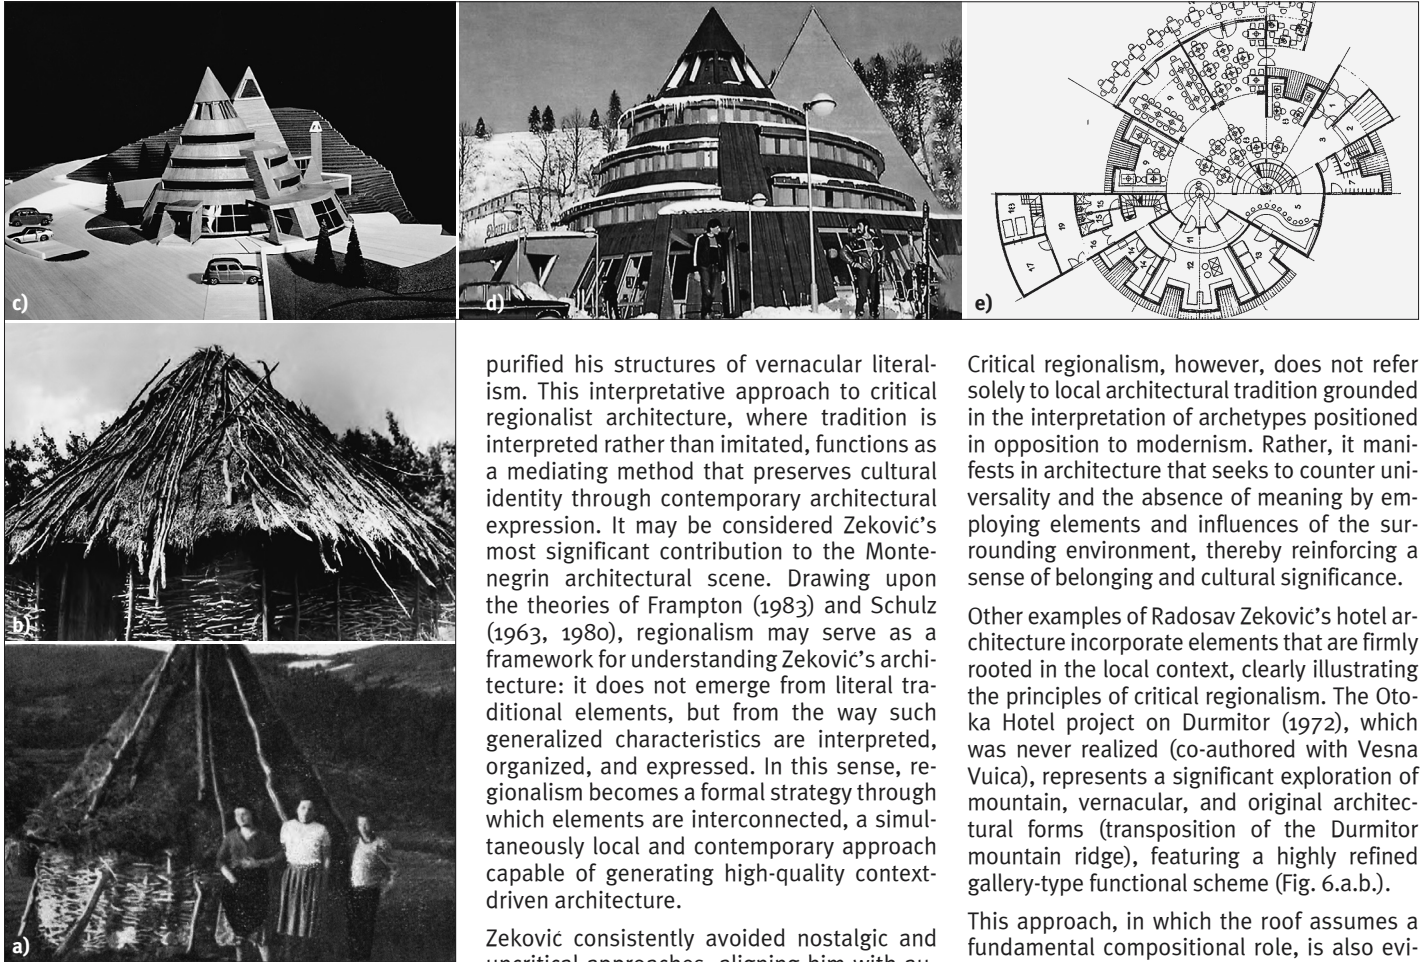 c)
d)
e)
b)
a)
purified his structures of vernacular literal-
ism. This interpretative approach to critical
regionalist architecture, where tradition is
interpreted rather than imitated, functions as
a mediating method that preserves cultural
identity through contemporary architectural
expression. It may be considered Zeković’s
most significant contribution to the Monte-
negrin architectural scene. Drawing upon
the theories of Frampton (1983) and Schulz
(1963, 1980), regionalism may serve as a
framework for understanding Zeković’s archi-
tecture: it does not emerge from literal tra-
ditional elements, but from the way such
generalized characteristics are interpreted,
organized, and expressed. In this sense, re-
gionalism becomes a formal strategy through
which elements are interconnected, a simul-
taneously local and contemporary approach
capable of generating high-quality context-
driven architecture.
Zeković consistently avoided nostalgic and
uncritical approaches, aligning him with au-
Critical regionalism, however, does not refer
solely to local architectural tradition grounded
in the interpretation of archetypes positioned
in opposition to modernism. Rather, it mani-
fests in architecture that seeks to counter uni-
versality and the absence of meaning by em-
ploying elements and influences of the sur-
rounding environment, thereby reinforcing a
sense of belonging and cultural significance.
Other examples of Radosav Zeković’s hotel ar-
chitecture incorporate elements that are firmly
rooted in the local context, clearly illustrating
the principles of critical regionalism. The Oto-
ka Hotel project on Durmitor (1972), which
was never realized (co-authored with Vesna
Vuica), represents a significant exploration of
mountain, vernacular, and original architec-
tural forms (transposition of the Durmitor
mountain ridge), featuring a highly refined
gallery-type functional scheme (Fig. 6.a.b.).
This approach, in which the roof assumes a
fundamental compositional role, is also evi-